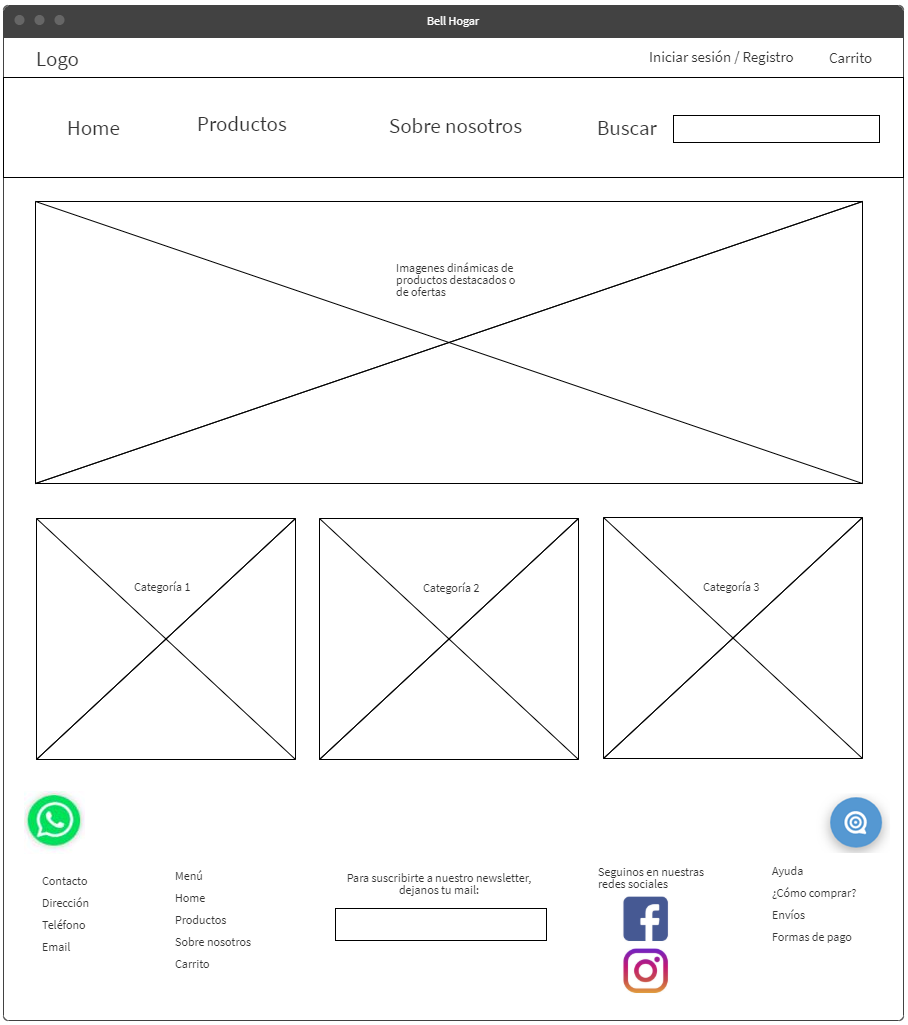 Bell Hogar
Logo
Iniciar sesión / Registro
Carrito
Home
Productos
Sobre nosotros
Buscar
Imagenes dinámicas de
productos destacados o
de ofertas
Categoría 1
Categoría 2
Categoría 3
Contacto
Dirección
Teléfono
Email
Menú
Home
Productos
Sobre nosotros
Carrito
Para suscribirte a nuestro newsletter,
dejanos tu mail:
Seguinos en nuestras
redes sociales
Ayuda
¿Cómo comprar?
Envíos
Formas de pago